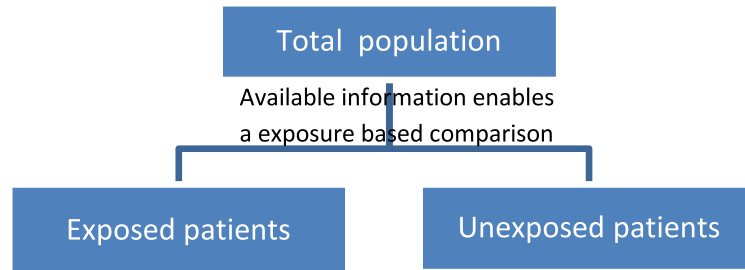 Total population
Available information enables
a exposure based comparison
Exposed patients
Unexposed patients